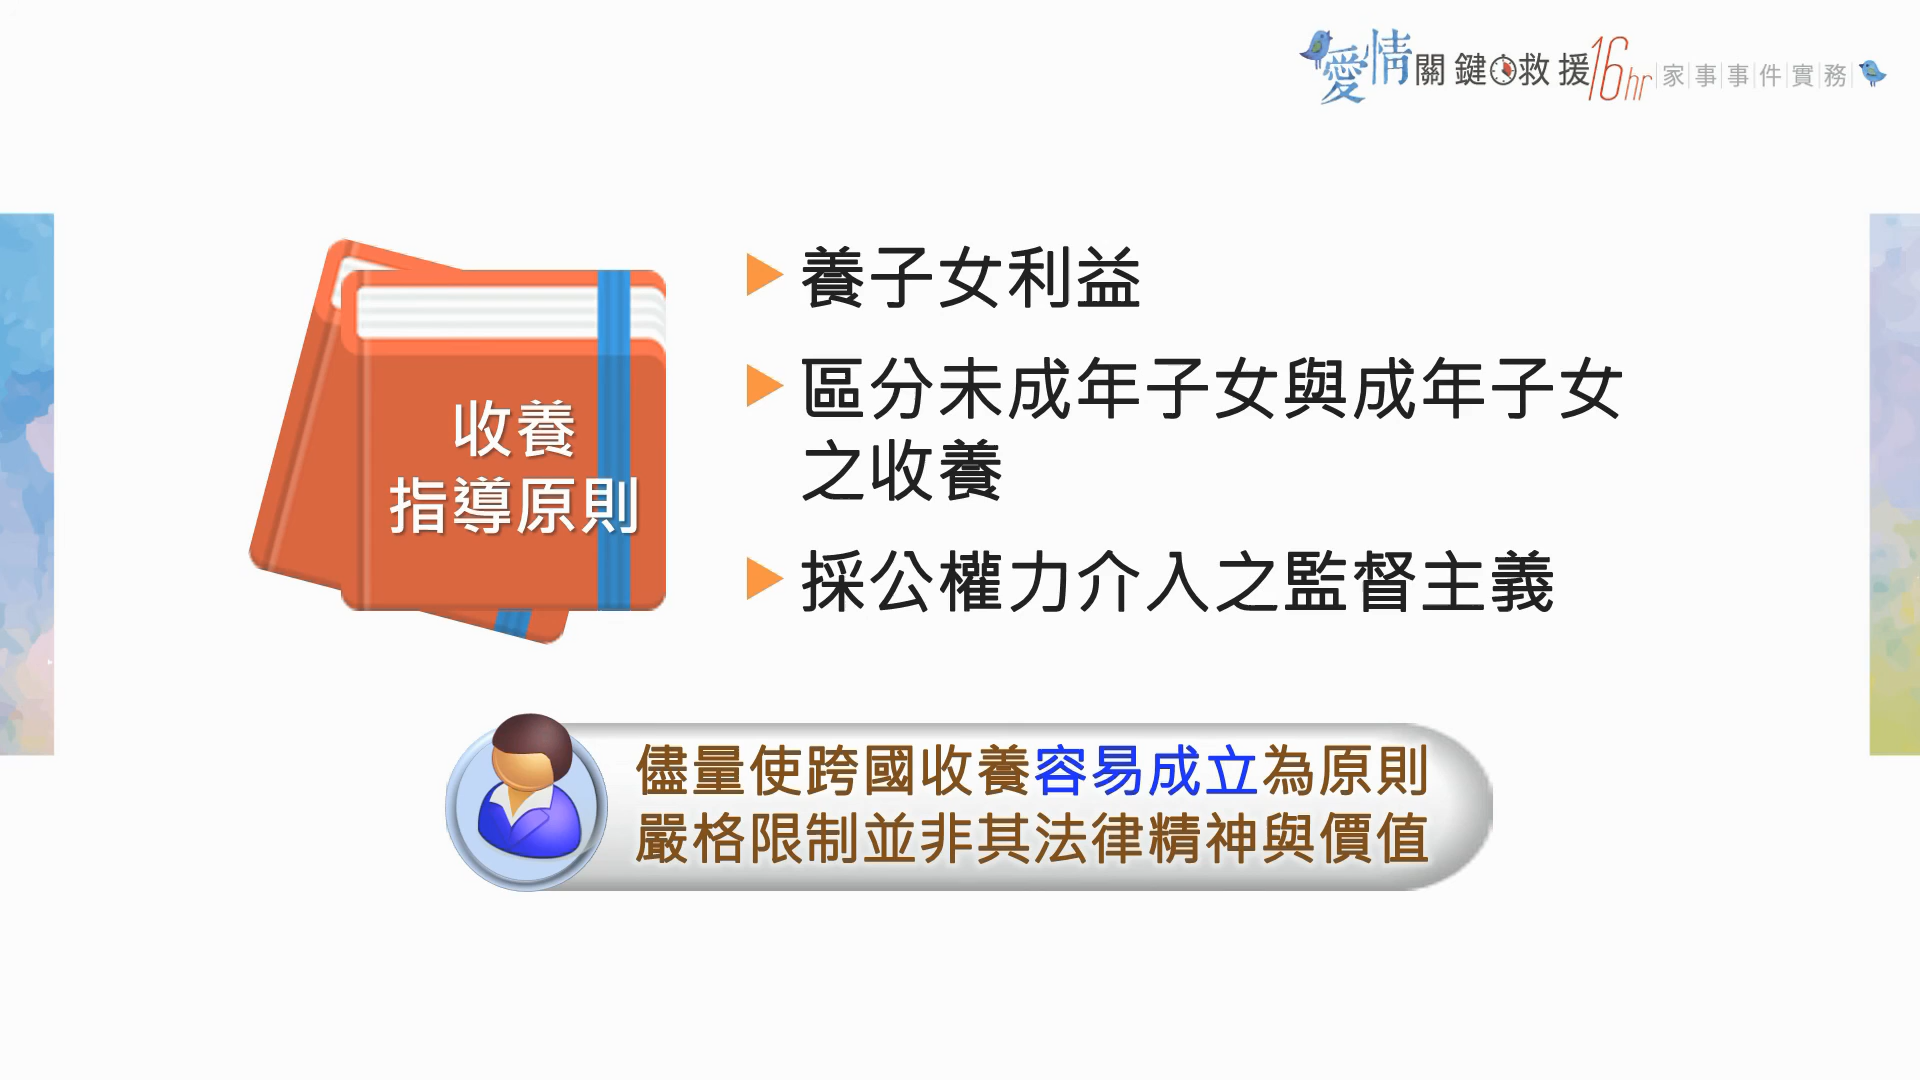 愛情關鍵救援16hr家事事件實務
收養
指導原則
養子女利益
區分未成年子女與成年子女
之收養
採公權力介入之監督主義
儘量使跨國收養容易成立為原則
嚴格限制並非其法律精神與價值